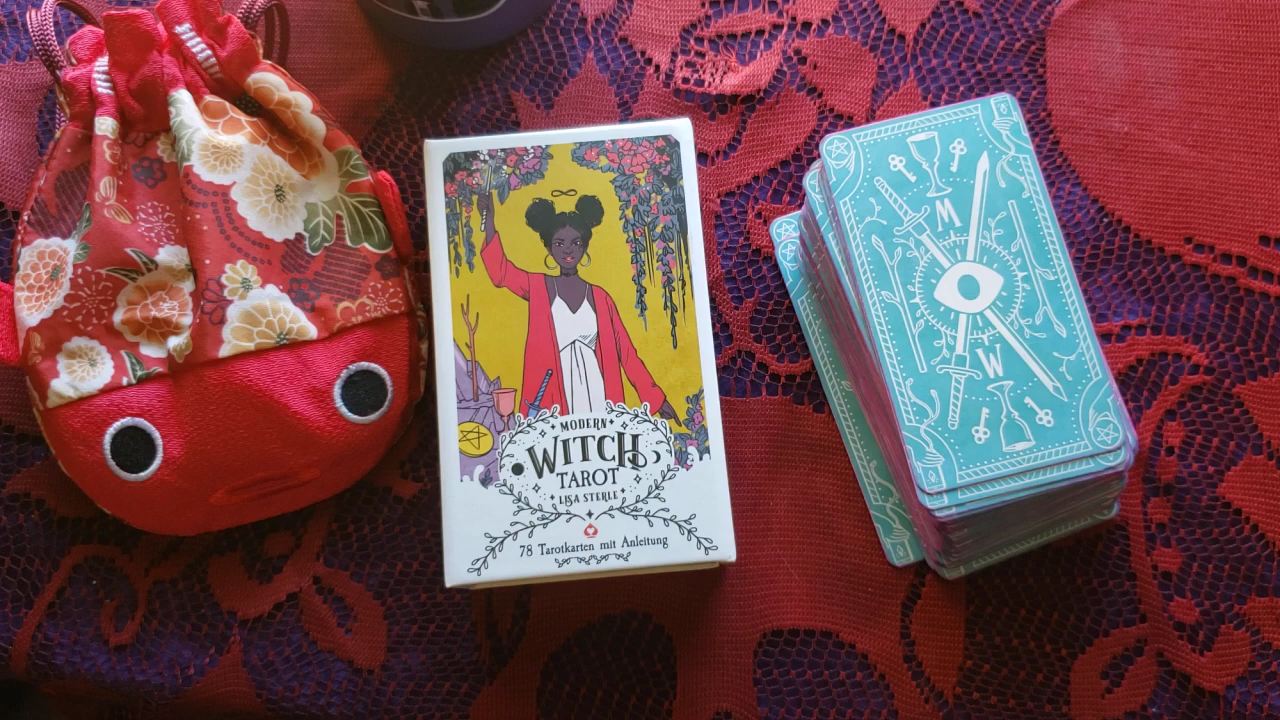 MODERN
WITCH
TAROT
LISA STERLE
78 Tarotkarten mit Anleitung
M
W